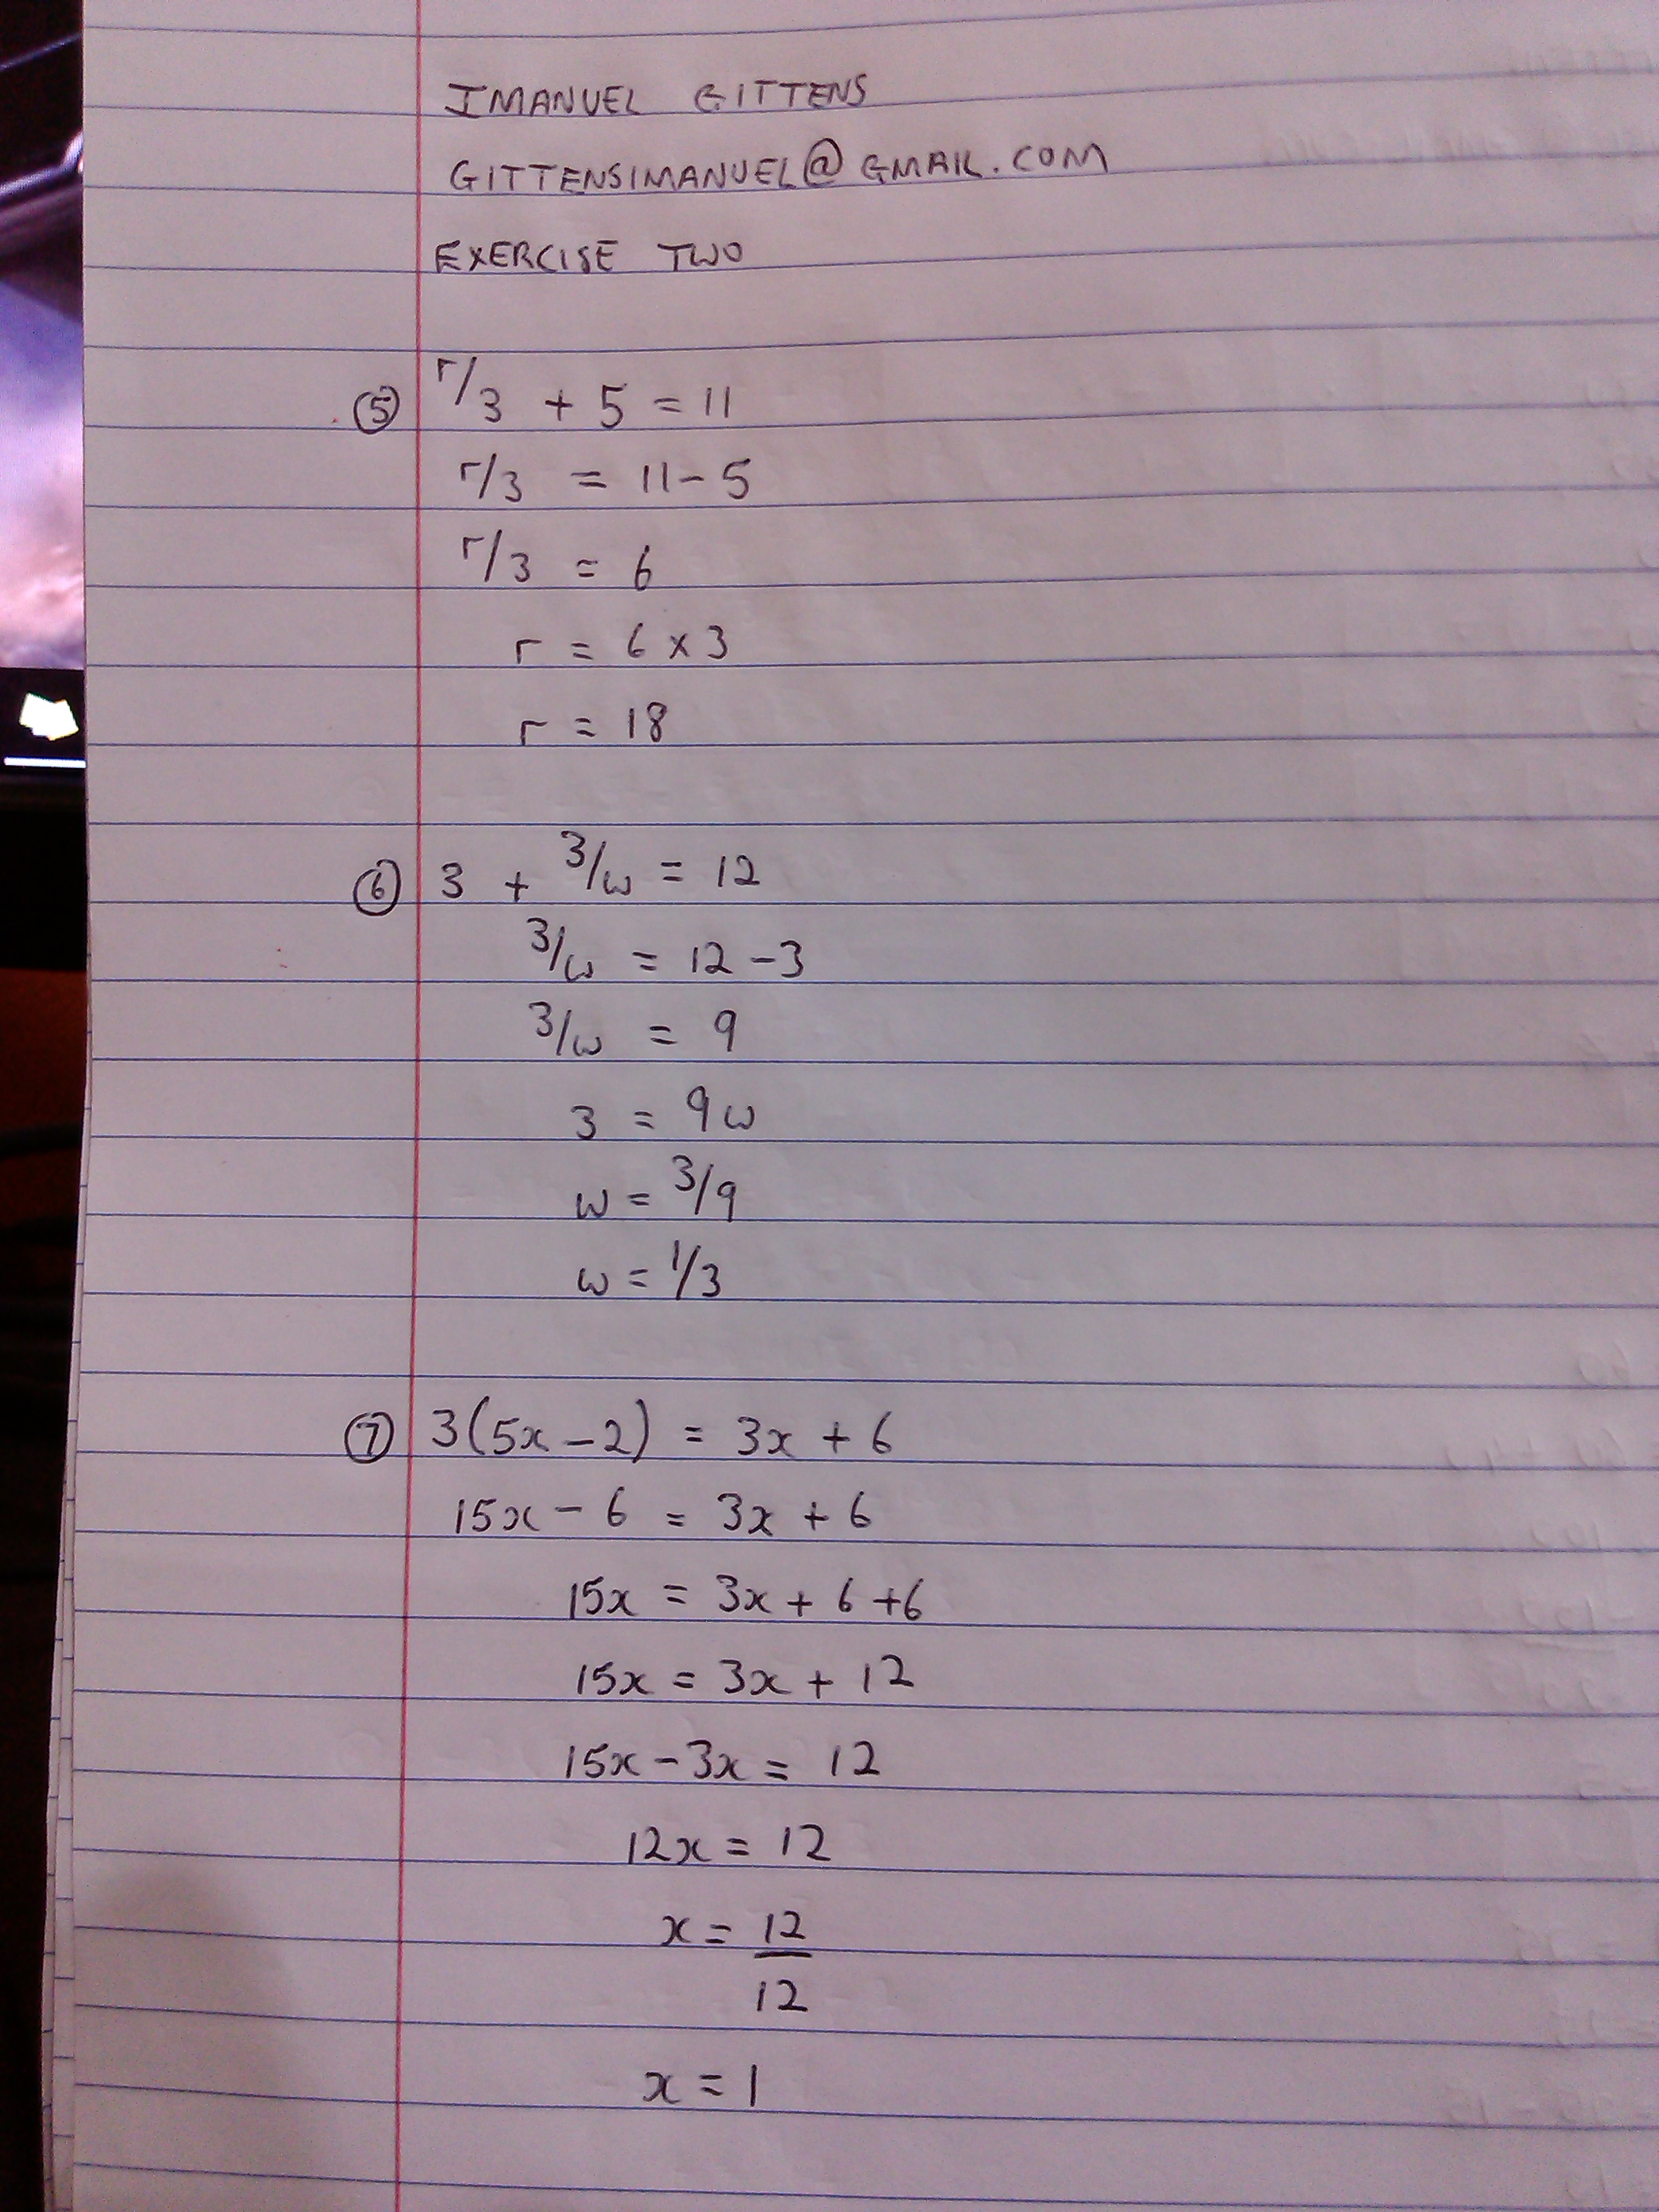 IMANUEL GITTENS
GITTENSIMANUEL@GMAIL.COM
EXERCISE TWO
⑤ r/3 + 5 = 11
r/3 = 11 - 5
r/3 = 6
r = 6 x 3
r = 18
⑥ 3 + 3/w = 12
3/w = 12 - 3
3/w = 9
3 = 9w
w = 3/9
w = 1/3
⑦ 3(5x - 2) = 3x + 6
15x - 6 = 3x + 6
15x = 3x + 6 + 6
15x = 3x + 12
15x - 3x = 12
12x = 12
x = 12
12
x = 1